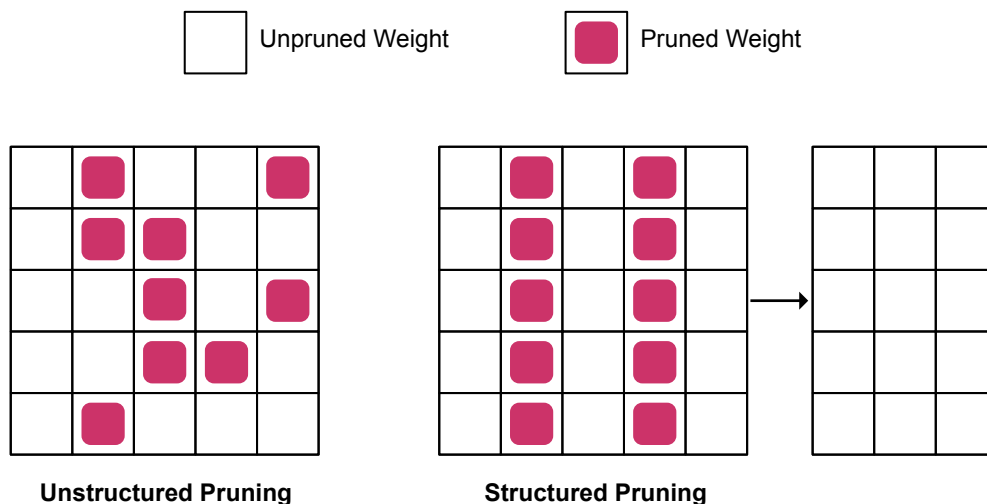 Unpruned Weight
Pruned Weight
Unstructured Pruning
Structured Pruning